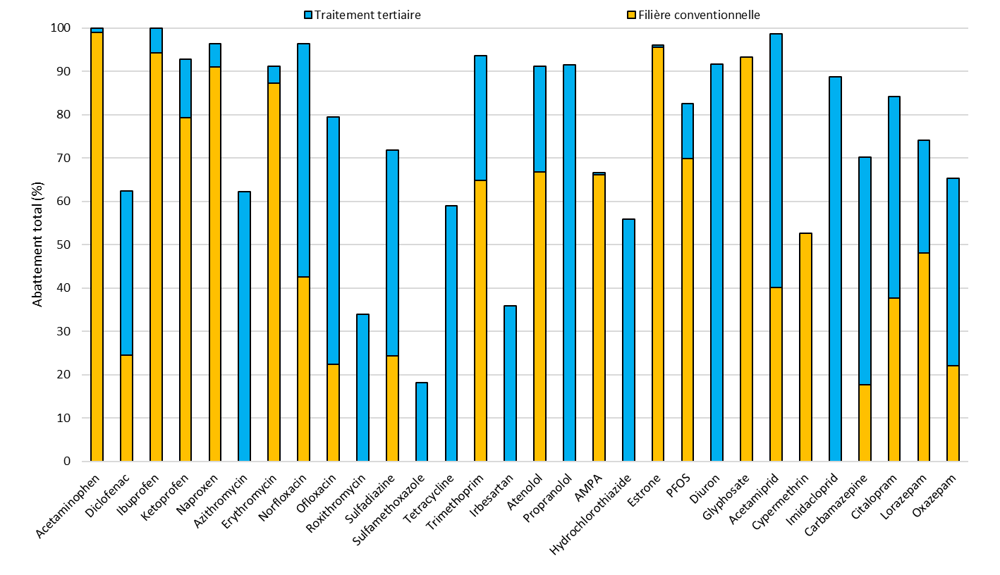 Traitement tertiaire
Filière conventionnelle
Abattement total (%)
100
90
80
70
60
50
40
30
20
10
0
Acetaminophen
Diclofenac
Ibuprofen
Ketoprofen
Naproxen
Azithromycin
Erythromycin
Norfloxacin
Ofloxacin
Roxithromycin
Sulfadiazine
Sulfamethoxazole
Tetracycline
Trimethoprim
Irbesartan
Atenolol
Propranolol
AMPA
Hydrochlorothiazide
Estrone
PFOS
Diuron
Glyphosate
Acetamiprid
Cypermethrin
Imidacloprid
Carbamazepine
Citalopram
Lorazepam
Oxazepam